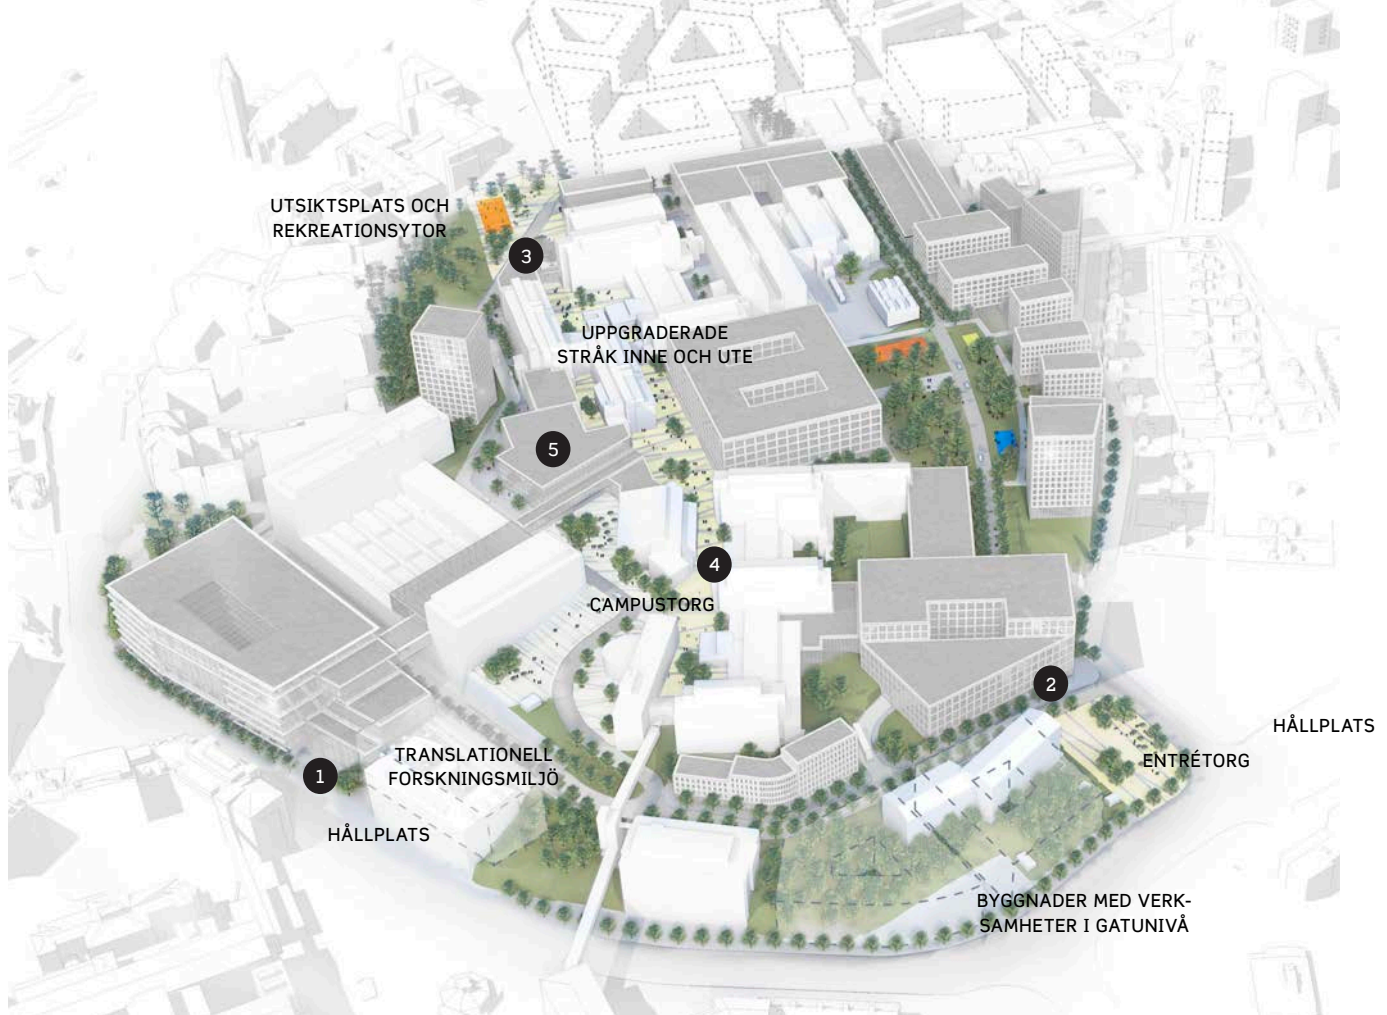 UTSIKTSPLATS OCH
REKREATIONSYTOR
3
UPPGRADERADE
STRÅK INNE OCH UTE
5
4
CAMPUSTORG
2
HÅLLPLATS
ENTRÉTORG
TRANSLATIONELL
FORSKNINGSMILJÖ
1
HÅLLPLATS
BYGGNADER MED VERK-
SAMHETER I GATUNIVÅ